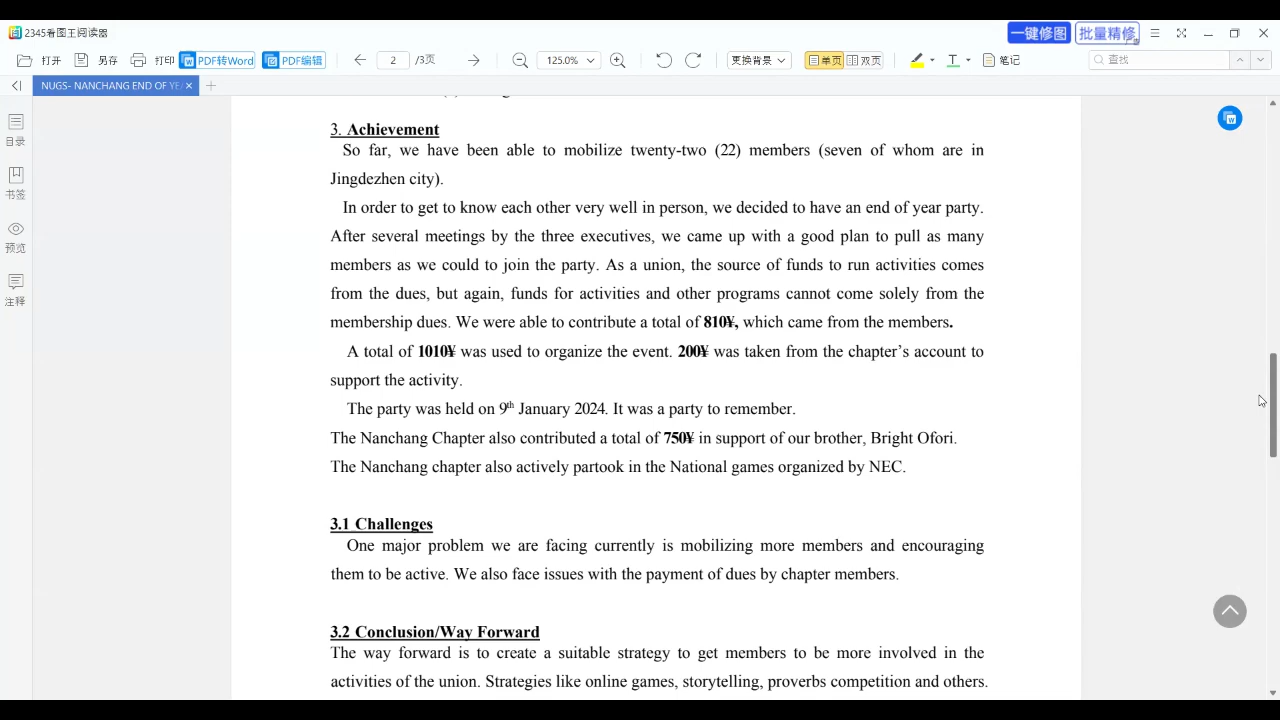 2345看图王阅读器
一键修图
批量精修
打开
另存
打印
PDF转Word
PDF编辑
2
/3页
125.0%
更换背景
单页
双页
T
笔记
查找
NUGS- NANCHANG END OF YE
目录
书签
预览
注释
3. Achievement
So far, we have been able to mobilize twenty-two (22) members (seven of whom are in
Jingdezhen city).
In order to get to know each other very well in person, we decided to have an end of year party.
After several meetings by the three executives, we came up with a good plan to pull as many
members as we could to join the party. As a union, the source of funds to run activities comes
from the dues, but again, funds for activities and other programs cannot come solely from the
membership dues. We were able to contribute a total of 810¥, which came from the members.
A total of 1010¥ was used to organize the event. 200¥ was taken from the chapter’s account to
support the activity.
The party was held on 9th January 2024. It was a party to remember.
The Nanchang Chapter also contributed a total of 750¥ in support of our brother, Bright Ofori.
The Nanchang chapter also actively partook in the National games organized by NEC.
3.1 Challenges
One major problem we are facing currently is mobilizing more members and encouraging
them to be active. We also face issues with the payment of dues by chapter members.
3.2 Conclusion/Way Forward
The way forward is to create a suitable strategy to get members to be more involved in the
activities of the union. Strategies like online games, storytelling, proverbs competition and others.